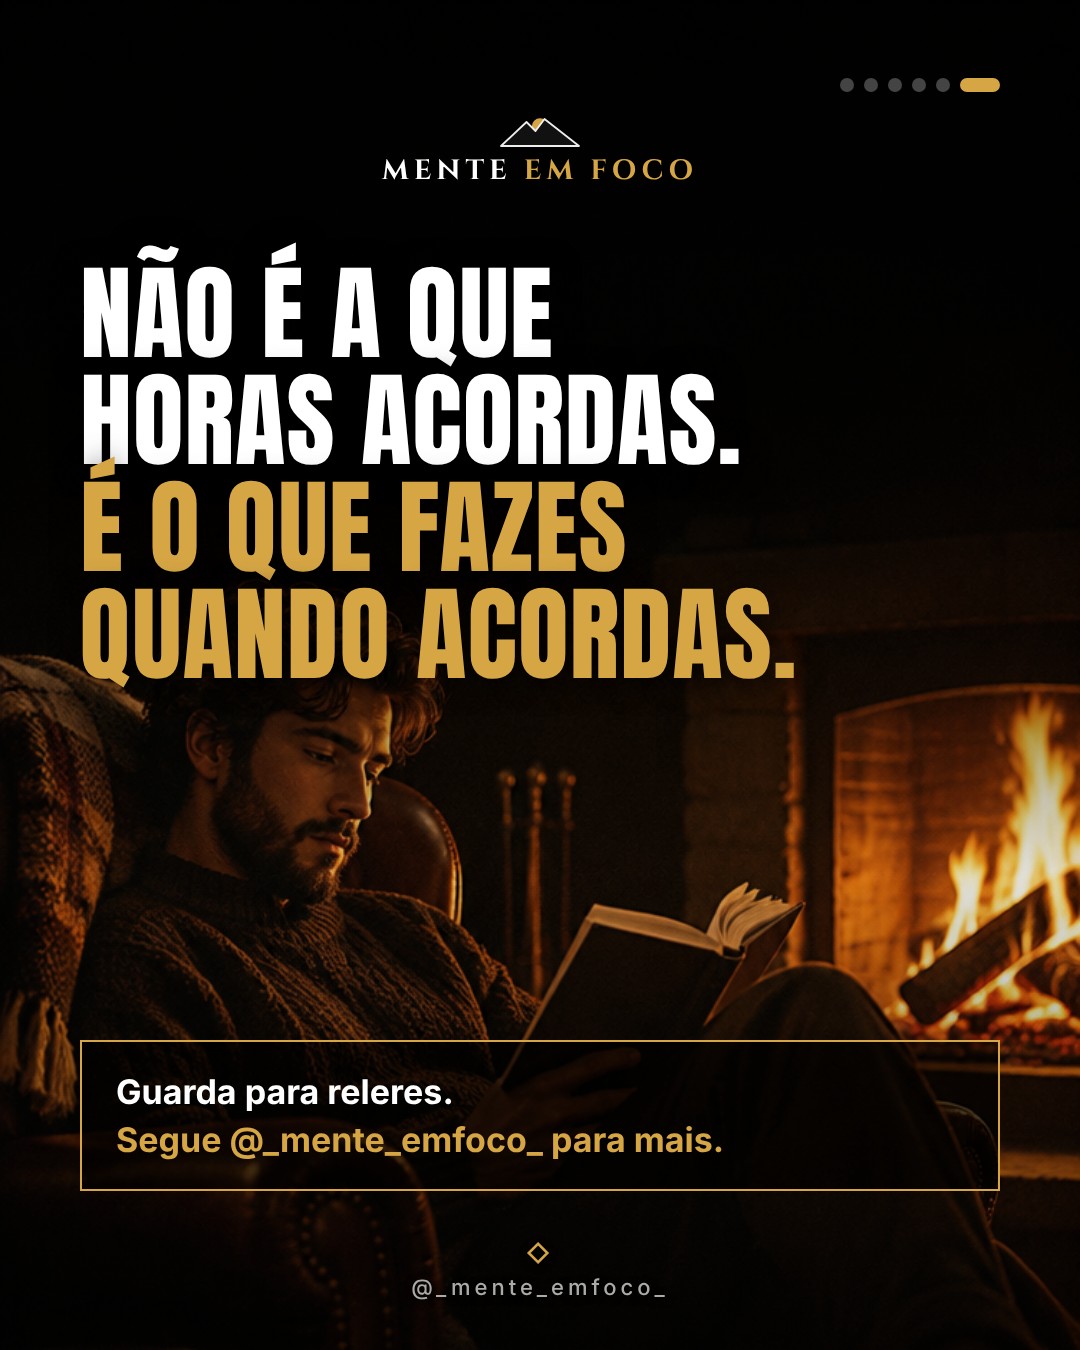 MENTE EM FOCO
NÃO É A QUE
HORAS ACORDAS.
É O QUE FAZES
QUANDO ACORDAS.
Guarda para releres.
Segue @_mente_emfoco_ para mais.
@_mente_emfoco_